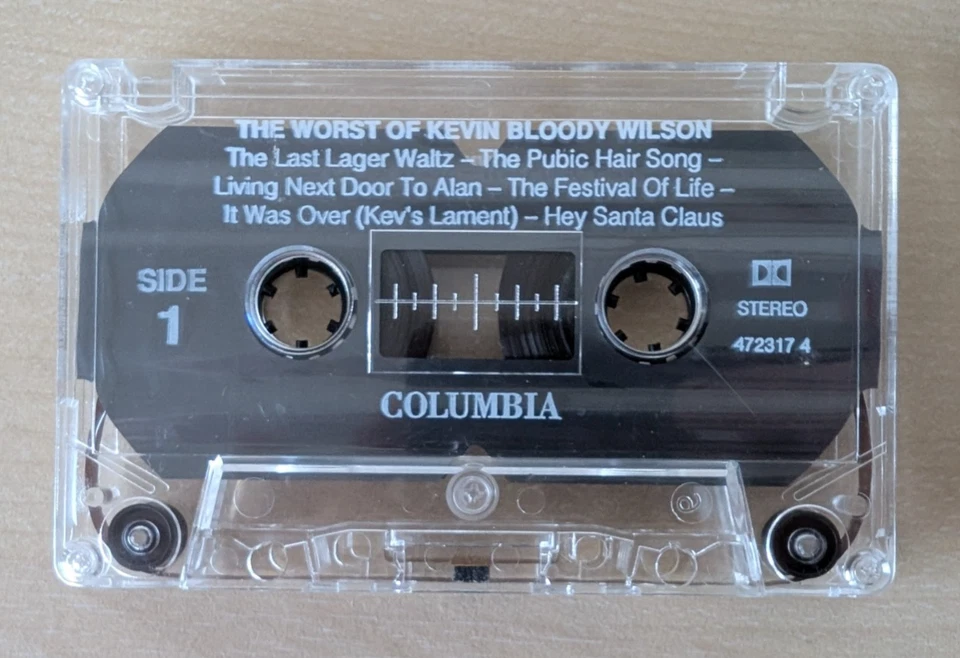 THE WORST OF KEVIN BLOODY WILSON
The Last Lager Waltz – The Pubic Hair Song –
Living Next Door To Alan – The Festival Of Life –
It Was Over (Kev's Lament) – Hey Santa Claus
SIDE
1
STEREO
472317 4
COLUMBIA